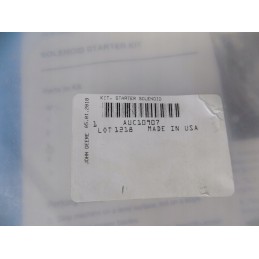 KIT- STARTER SOLENOID
1 AUC10907
LOT 1218 MADE IN USA
JOHN DEERE